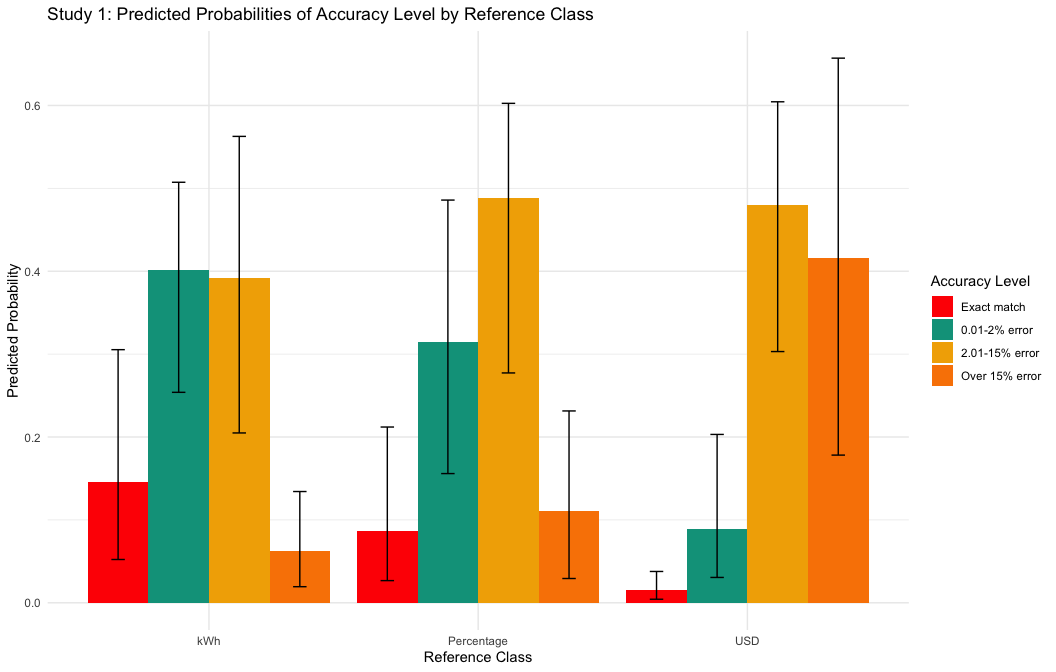 Study 1: Predicted Probabilities of Accuracy Level by Reference Class
Predicted Probability
0.6
0.4
0.2
0.0
kWh
Percentage
USD
Reference Class
Accuracy Level
Exact match
0.01-2% error
2.01-15% error
Over 15% error